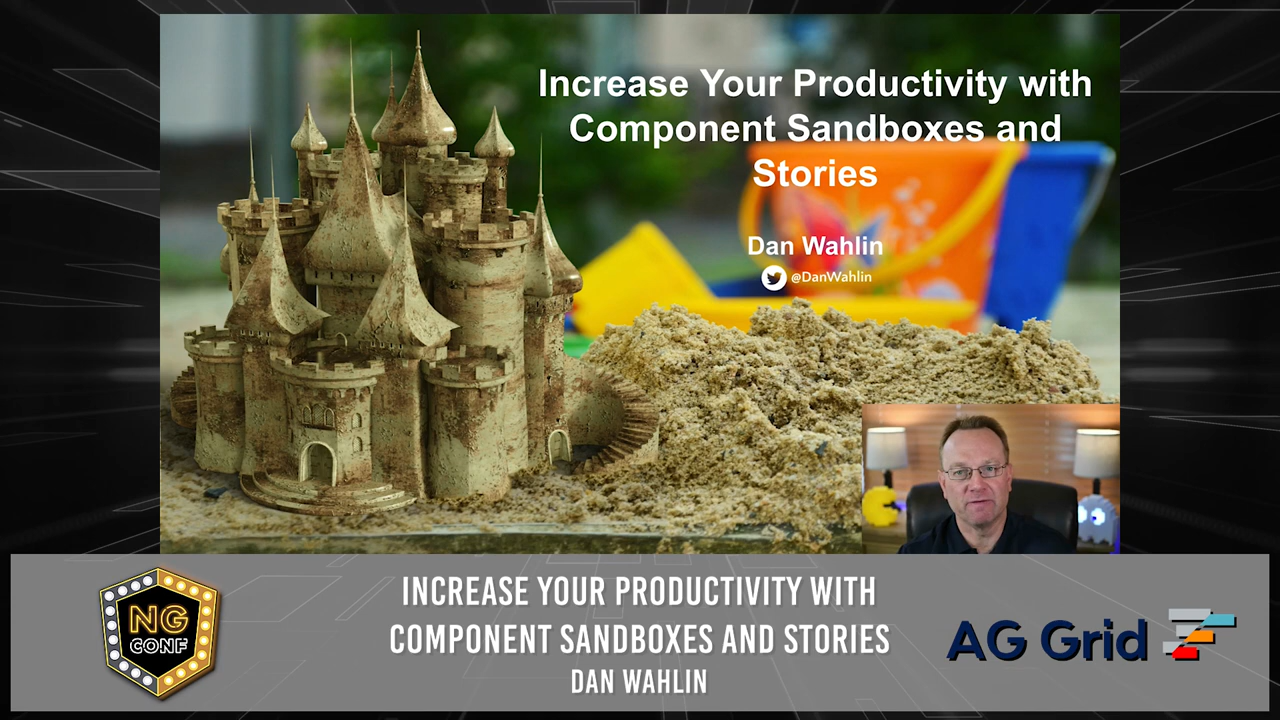 Increase Your Productivity with
Component Sandboxes and
Stories
Dan Wahlin
@DanWahlin
NG
CONF
INCREASE YOUR PRODUCTIVITY WITH
COMPONENT SANDBOXES AND STORIES
DAN WAHLIN
AG Grid